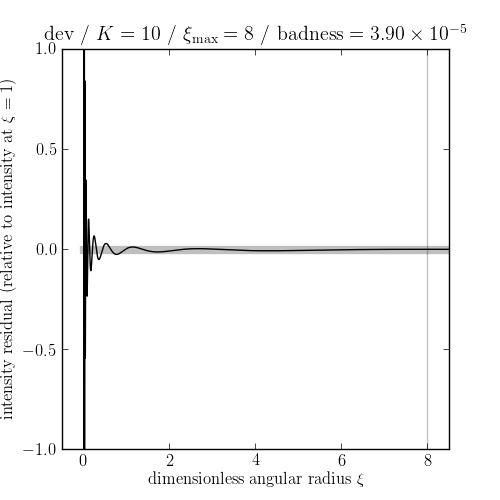 dev / K = 10 / ξmax = 8 / badness = 3.90 × 10−5
intensity residual (relative to intensity at ξ = 1)
1.0
0.5
0.0
−0.5
−1.0
0 2 4 6 8
dimensionless angular radius ξ